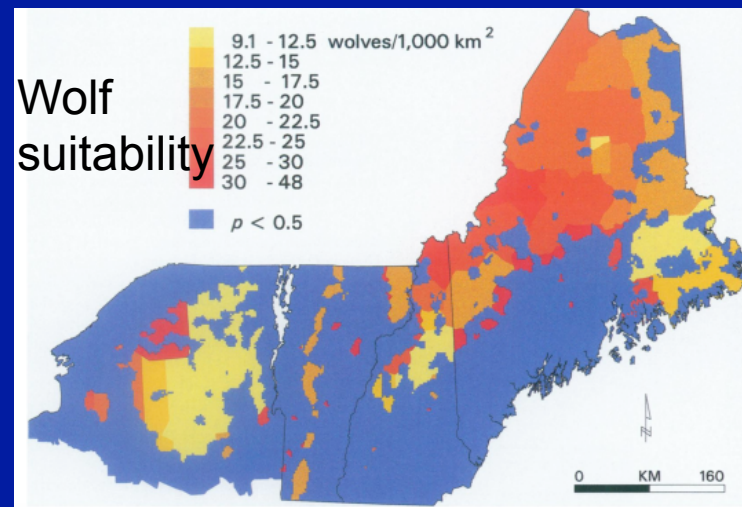 Wolf
suitability
9.1 - 12.5 wolves/1,000 km²
12.5 - 15
15 - 17.5
17.5 - 20
20 - 22.5
22.5 - 25
25 - 30
30 - 48
p < 0.5
N
0 KM 160